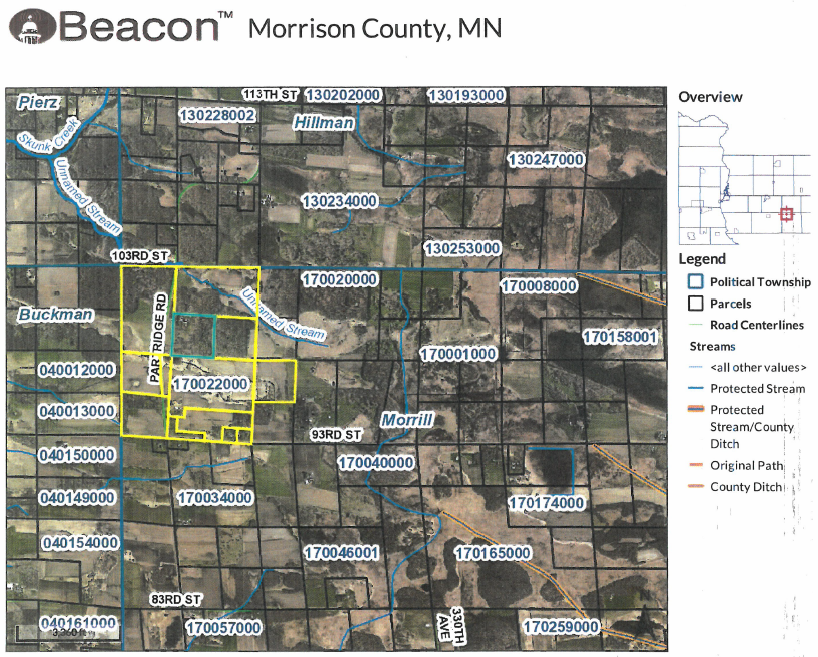 Beacon™ Morrison County, MN
113TH ST
130202000
130193000
Pierz
130228002
Hillman
Skunk Creek
130247000
Unnamed Stream
130234000
130253000
103RD ST
170020000
170008000
Unnamed Stream
Buckman
PARTRIDGE RD
170158001
170001000
040012000
170022000
040013000
Morrill
93RD ST
040150000
170040000
040149000
170034000
170174000
040154000
170046001
170165000
83RD ST
040161000
3,360 ft
170057000
330TH AVE
170259000
Overview
Legend
Political Township
Parcels
Road Centerlines
Streams
<all other values>
Protected Stream
Protected
Stream/County
Ditch
Original Path
County Ditch